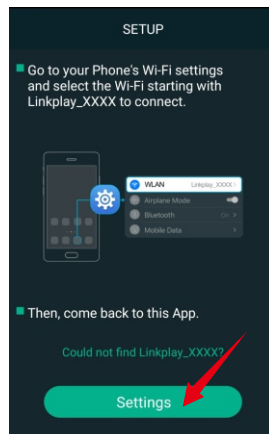 SETUP
Go to your Phone's Wi-Fi settings
and select the Wi-Fi starting with
Linkplay_XXXX to connect.
WLAN Linkplay_XXXX >
Airplane Mode
Bluetooth On >
Mobile Data >
Then, come back to this App.
Could not find Linkplay_XXXX?
Settings